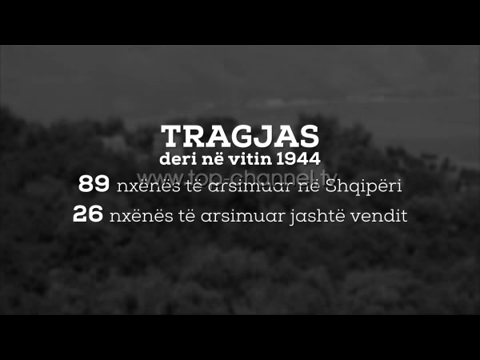 TRAGJAS
deri në vitin 1944
www.top-channel.tv
89 nxënës të arsimuar në Shqipëri
26 nxënës të arsimuar jashtë vendit